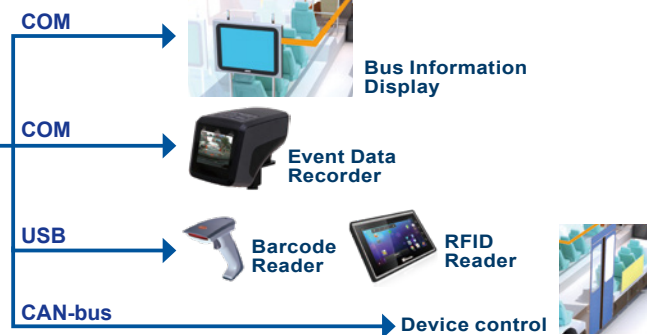 COM
Bus Information
Display
COM
Event Data
Recorder
USB
Barcode
Reader
RFID
Reader
CAN-bus
Device control